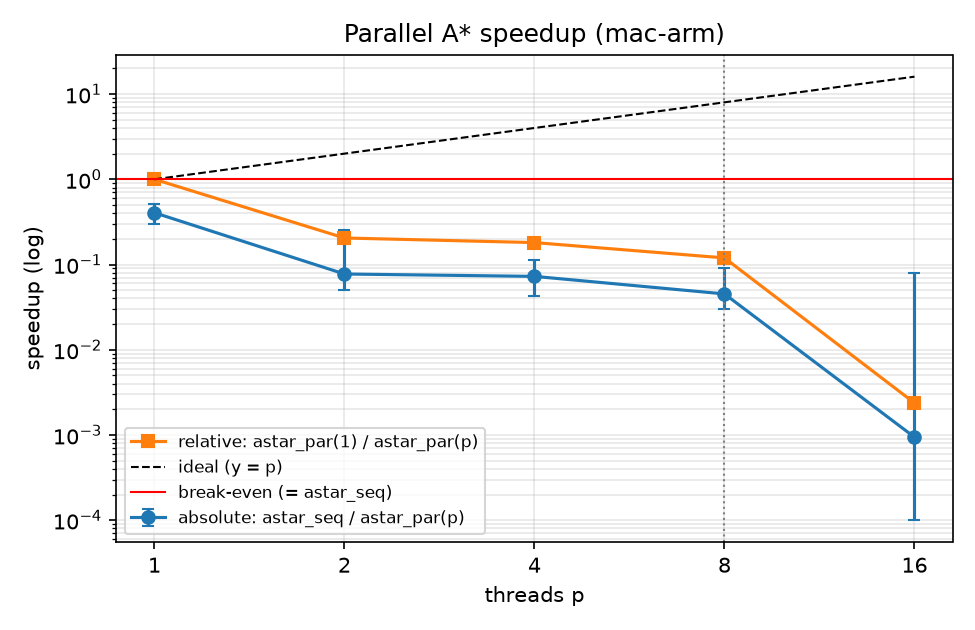 Parallel A* speedup (mac-arm)
speedup (log)
10¹
10⁰
10⁻¹
10⁻²
10⁻³
10⁻⁴
relative: astar_par(1) / astar_par(p)
ideal (y = p)
break-even (= astar_seq)
absolute: astar_seq / astar_par(p)
1 2 4 8 16
threads p